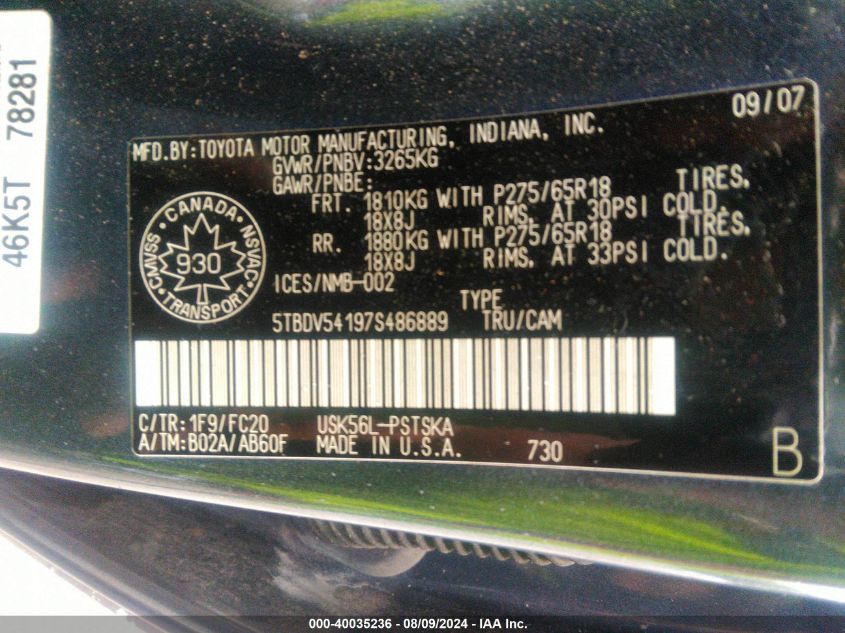 46K5T 78281
09/07
MFD.BY:TOYOTA MOTOR MANUFACTURING, INDIANA, INC.
GVWR/PNBV:3265KG
GAWR/PNBE:
FRT. 1810KG WITH P275/65R18 TIRES,
18X8J RIMS, AT 30PSI COLD.
RR. 1880KG WITH P275/65R18 TIRES,
18X8J RIMS, AT 33PSI COLD.
CANADA
CMVSS 930 NSVAC
TRANSPORT
ICES/NMB-002
TYPE
5TBDV54197S486889 TRU/CAM
C/TR: 1F9/FC20 USK56L-PSTSKA
A/TM: B02A/AB60F MADE IN U.S.A. 730
B
000-40035236 - 08/09/2024 - IAA Inc.